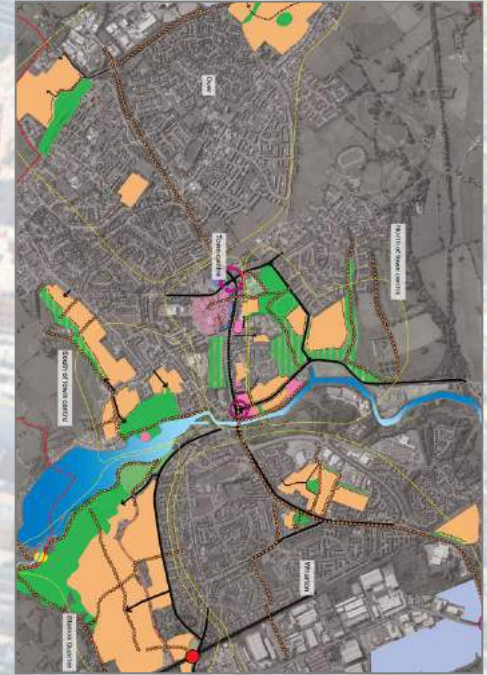 Over
North of town centre
Town centre
South of town centre
Wharton